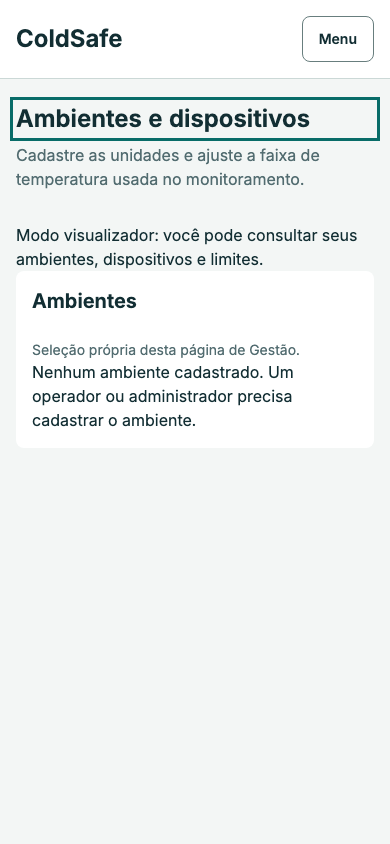 ColdSafe
Menu
Ambientes e dispositivos
Cadastre as unidades e ajuste a faixa de
temperatura usada no monitoramento.
Modo visualizador: você pode consultar seus
ambientes, dispositivos e limites.
Ambientes
Seleção própria desta página de Gestão.
Nenhum ambiente cadastrado. Um
operador ou administrador precisa
cadastrar o ambiente.